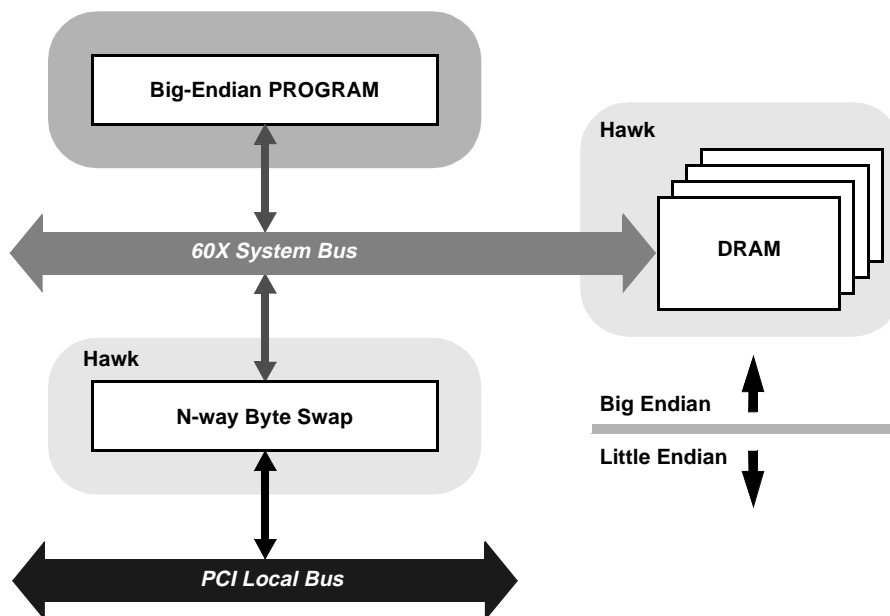 Big-Endian PROGRAM
Hawk
DRAM
60X System Bus
Hawk
N-way Byte Swap
Big Endian
Little Endian
PCI Local Bus